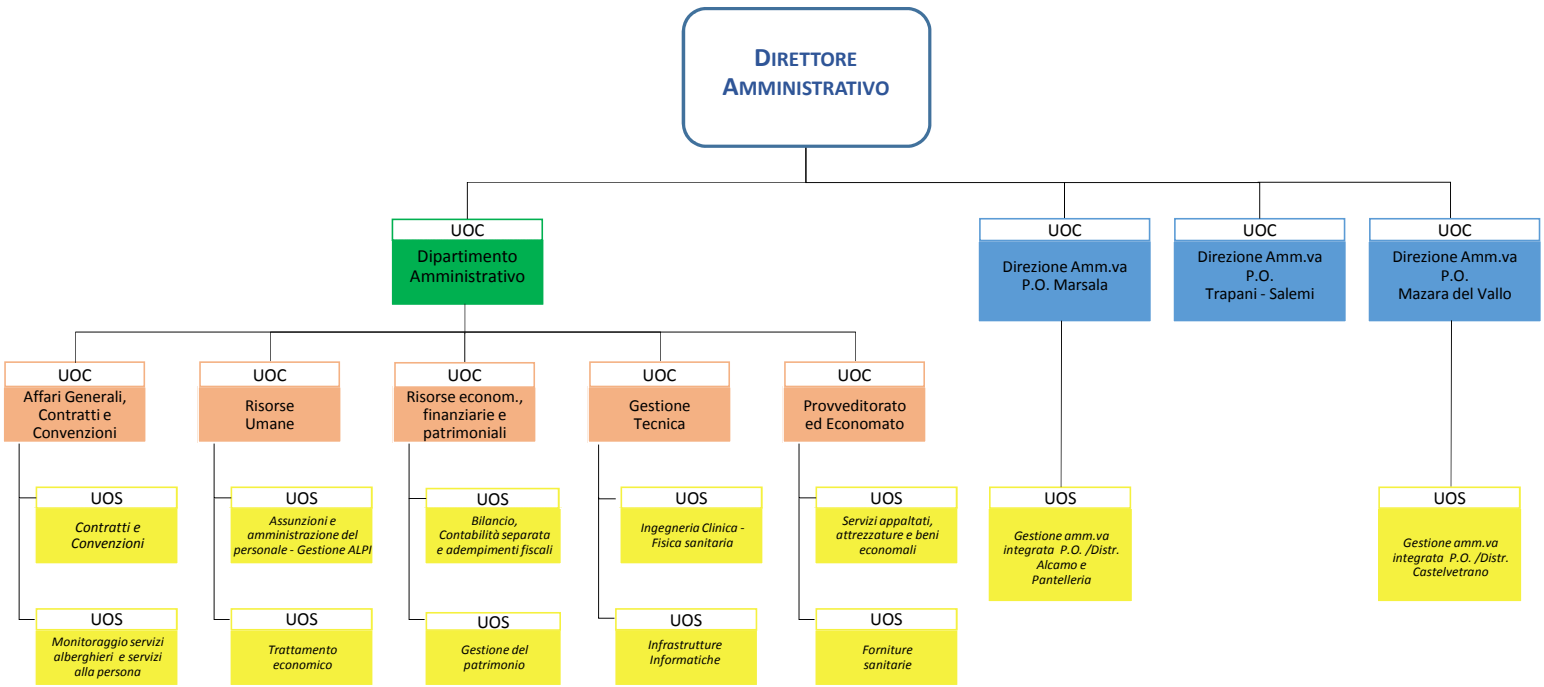 DIRETTORE
AMMINISTRATIVO
UOC
Dipartimento
Amministrativo
UOC
Direzione Amm.va
P.O. Marsala
UOC
Direzione Amm.va
P.O.
Trapani - Salemi
UOC
Direzione Amm.va
P.O.
Mazara del Vallo
UOC
Affari Generali,
Contratti e
Convenzioni
UOC
Risorse
Umane
UOC
Risorse econom.,
finanziarie e
patrimoniali
UOC
Gestione
Tecnica
UOC
Provveditorato
ed Economato
UOS
Contratti e
Convenzioni
UOS
Assunzioni e
amministrazione del
personale - Gestione ALPI
UOS
Bilancio,
Contabilità separata
e adempimenti fiscali
UOS
Ingegneria Clinica -
Fisica sanitaria
UOS
Servizi appaltati,
attrezzature e beni
economali
UOS
Gestione amm.va
integrata P.O. /Distr.
Alcamo e
Pantelleria
UOS
Gestione amm.va
integrata P.O. /Distr.
Castelvetrano
UOS
Monitoraggio servizi
alberghieri e servizi
alla persona
UOS
Trattamento
economico
UOS
Gestione del
patrimonio
UOS
Infrastrutture
Informatiche
UOS
Forniture
sanitarie